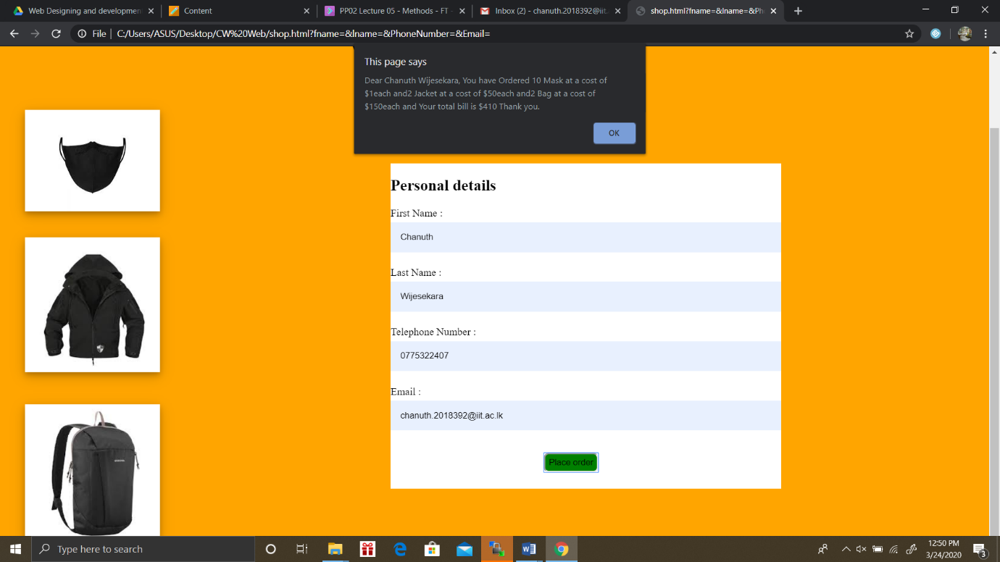 Web Designing and developmen
Content
PP02 Lecture 05 - Methods - FT -
Inbox (2) - chanuth.2018392@iit.
shop.html?fname=&lname=&Ph
File | C:/Users/ASUS/Desktop/CW%20Web/shop.html?fname=&lname=&PhoneNumber=&Email=
This page says
Dear Chanuth Wijesekara, You have Ordered 10 Mask at a cost of
$1each and2 Jacket at a cost of $50each and2 Bag at a cost of
$150each and Your total bill is $410 Thank you.
OK
Personal details
First Name :
Chanuth
Last Name :
Wijesekara
Telephone Number :
0775322407
Email :
chanuth.2018392@iit.ac.lk
Place order
Type here to search
12:50 PM
3/24/2020
3